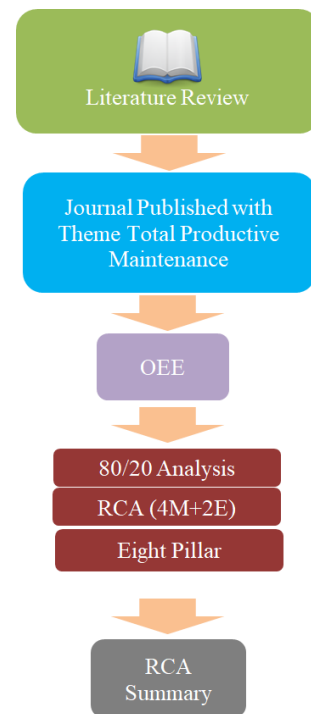 Literature Review
Journal Published with
Theme Total Productive
Maintenance
OEE
80/20 Analysis
RCA (4M+2E)
Eight Pillar
RCA
Summary